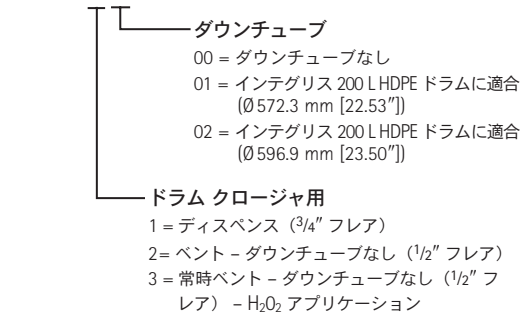 ダウンチューブ
00 = ダウンチューブなし
01 = インテグリス 200 L HDPE ドラムに適合
(Ø 572.3 mm [22.53″])
02 = インテグリス 200 L HDPE ドラムに適合
(Ø 596.9 mm [23.50″])
ドラム クロージャ用
1 = ディスペンス（3/4″ フレア）
2= ベント – ダウンチューブなし（1/2″ フレア）
3 = 常時ベント – ダウンチューブなし（1/2″ フ
レア） – H₂O₂ アプリケーション